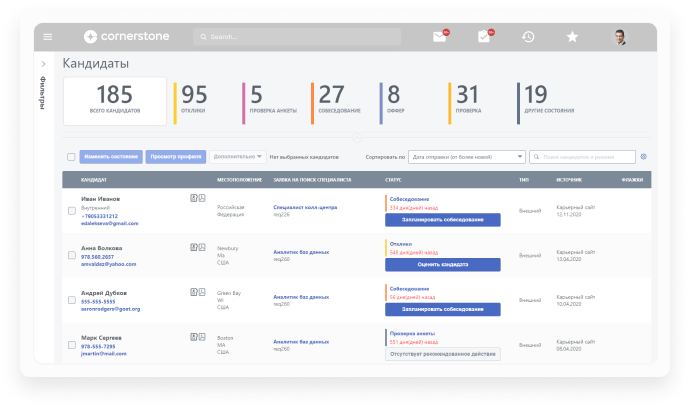 cornerstone
Search...
Кандидаты
Фильтры
185
ВСЕГО КАНДИДАТОВ
95
ОТКЛИКИ
5
ПРОВЕРКА АНКЕТЫ
27
СОБЕСЕДОВАНИЕ
8
ОФФЕР
31
ПРОВЕРКА
19
ДРУГИЕ СОСТОЯНИЯ
Изменить состояние
Просмотр профиля
Дополнительно
Нет выбранных кандидатов
Сортировать по
Дата отправки (от более новой)
Поиск кандидатов и резюме
КАНДИДАТ МЕСТОПОЛОЖЕНИЕ ЗАЯВКА НА ПОИСК СПЕЦИАЛИСТА СТАТУС ТИП ИСТОЧНИК ФЛАЖКИ
Иван Иванов
Внутренний
+79053331212
edalekseva@gmail.com
Российская
Федерация
Специалист колл-центра
req226
Собеседование
334 дня(дней) назад
Запланировать собеседование
Внешний
Карьерный сайт
12.11.2020
Анна Волкова
978.560.2657
amvaldez@yahoo.com
Newbury
Ma
США
Аналитик баз данных
req260
Отклики
548 дня(дней) назад
Оценить кандидата
Внешний
Карьерный сайт
13.04.2020
Андрей Дубков
555-555-5555
aaronrodgers@goat.org
Green Bay
WI
США
Аналитик баз данных
req260
Собеседование
56 дня(дней) назад
Запланировать собеседование
Внешний
Карьерный сайт
10.04.2020
Марк Сергеев
978-555-7295
jmartin@mail.com
Boston
MA
США
Аналитик баз данных
req260
Проверка анкеты
551 дня(дней) назад
Отсутствует рекомендованное действие
Внешний
Карьерный сайт
08.04.2020